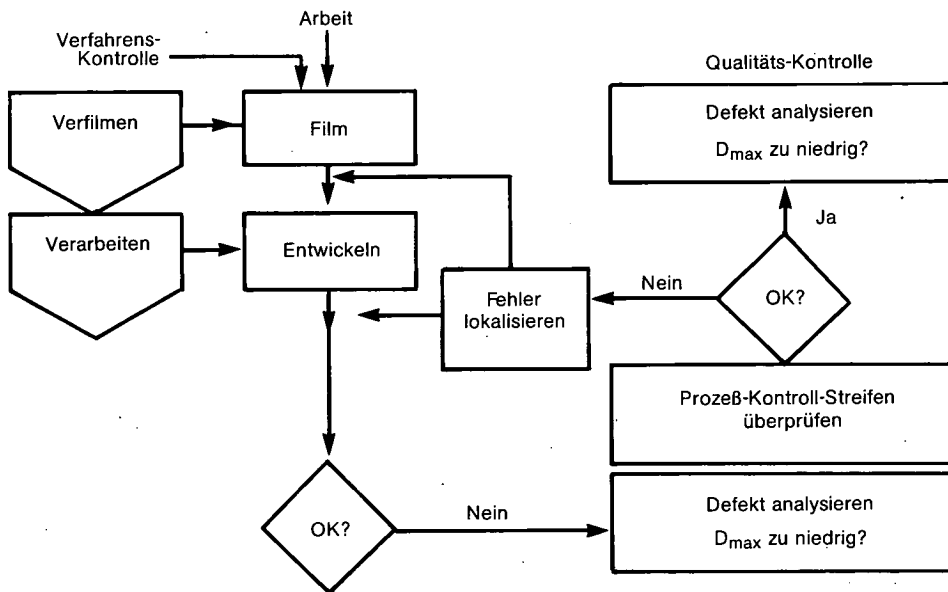 Arbeit
Verfahrens-
Kontrolle
Verfilmen
Film
Verarbeiten
Entwickeln
Fehler
lokalisieren
Nein
OK?
Ja
Qualitäts-Kontrolle
Defekt analysieren
Dmax zu niedrig?
Prozeß-Kontroll-Streifen
überprüfen
Defekt analysieren
Dmax zu niedrig?
OK?
Nein